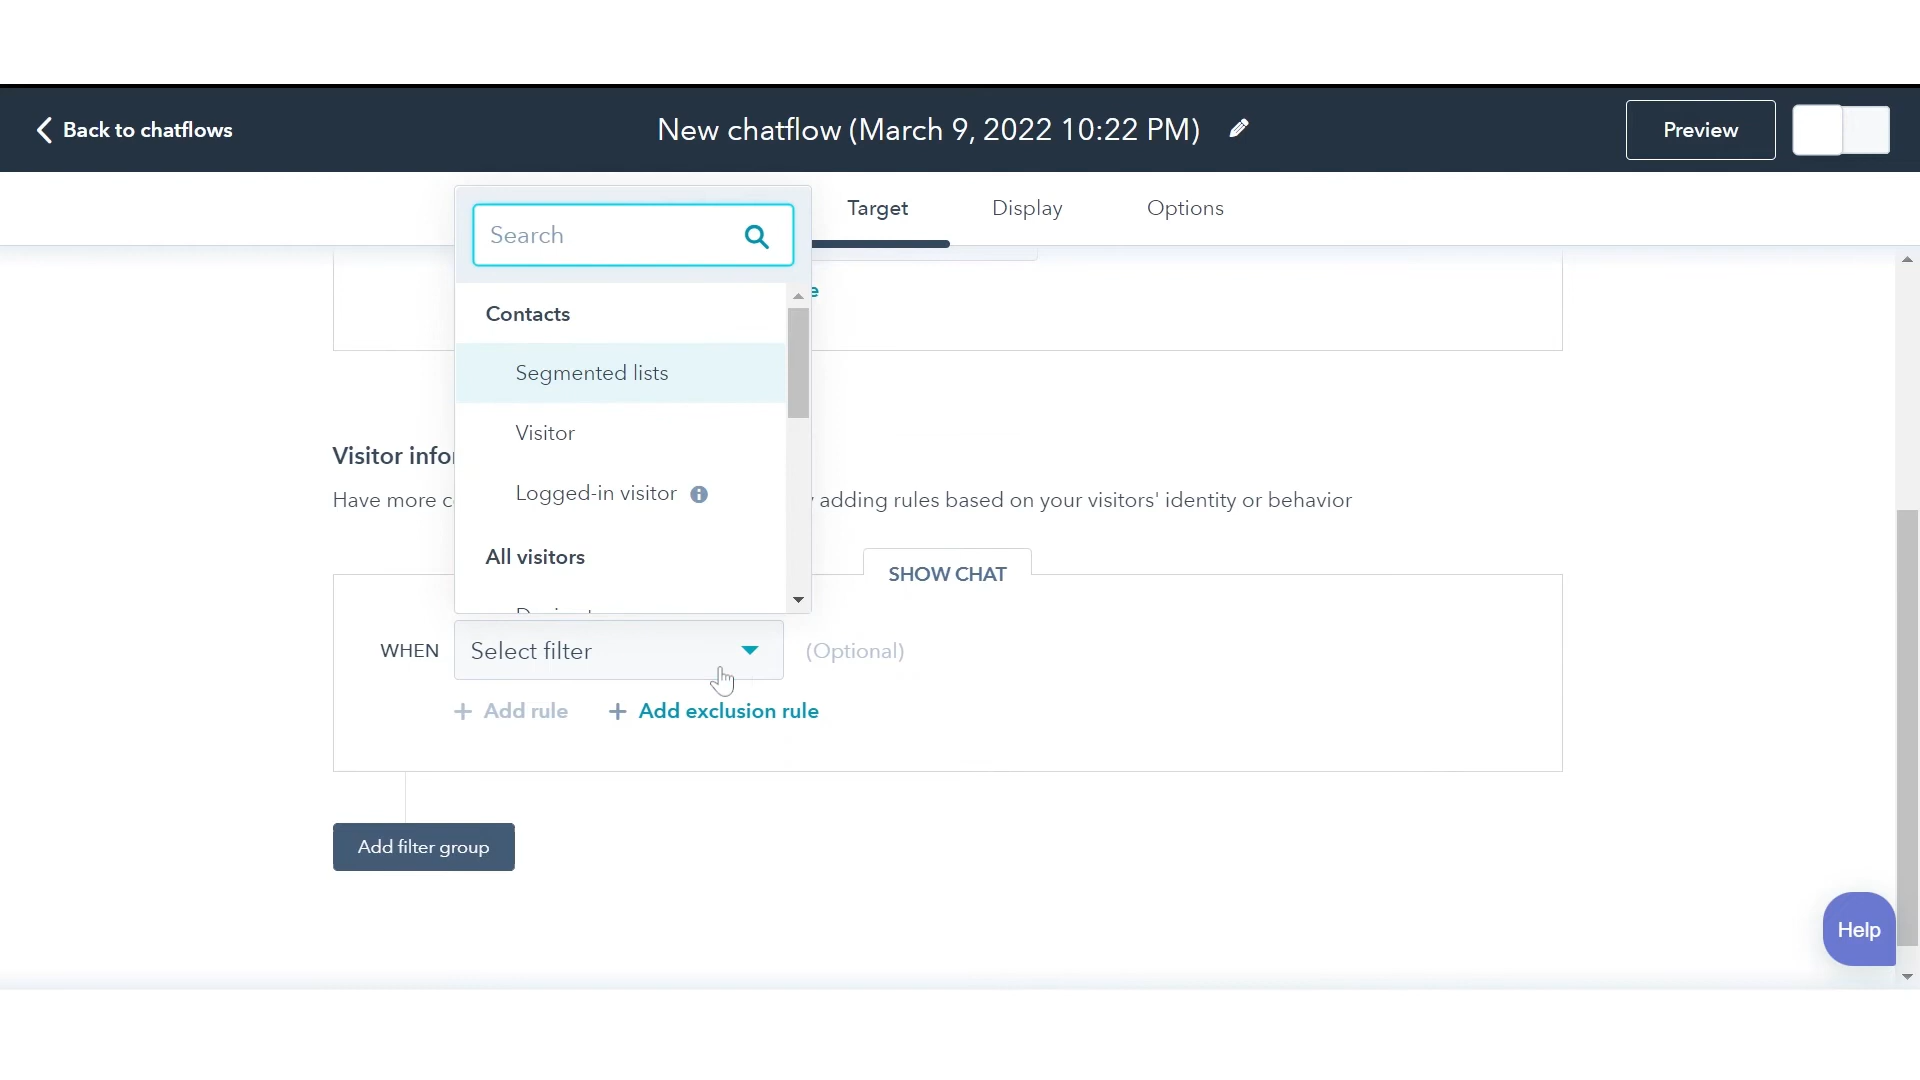 Back to chatflows
New chatflow (March 9, 2022 10:22 PM)
Preview
Target
Display
Options
Search
Contacts
Segmented lists
Visitor
Logged-in visitor
All visitors
Visitor
Have more
adding rules based on your visitors' identity or behavior
SHOW CHAT
WHEN
Select filter
(Optional)
+ Add rule
+ Add exclusion rule
Add filter group
Help